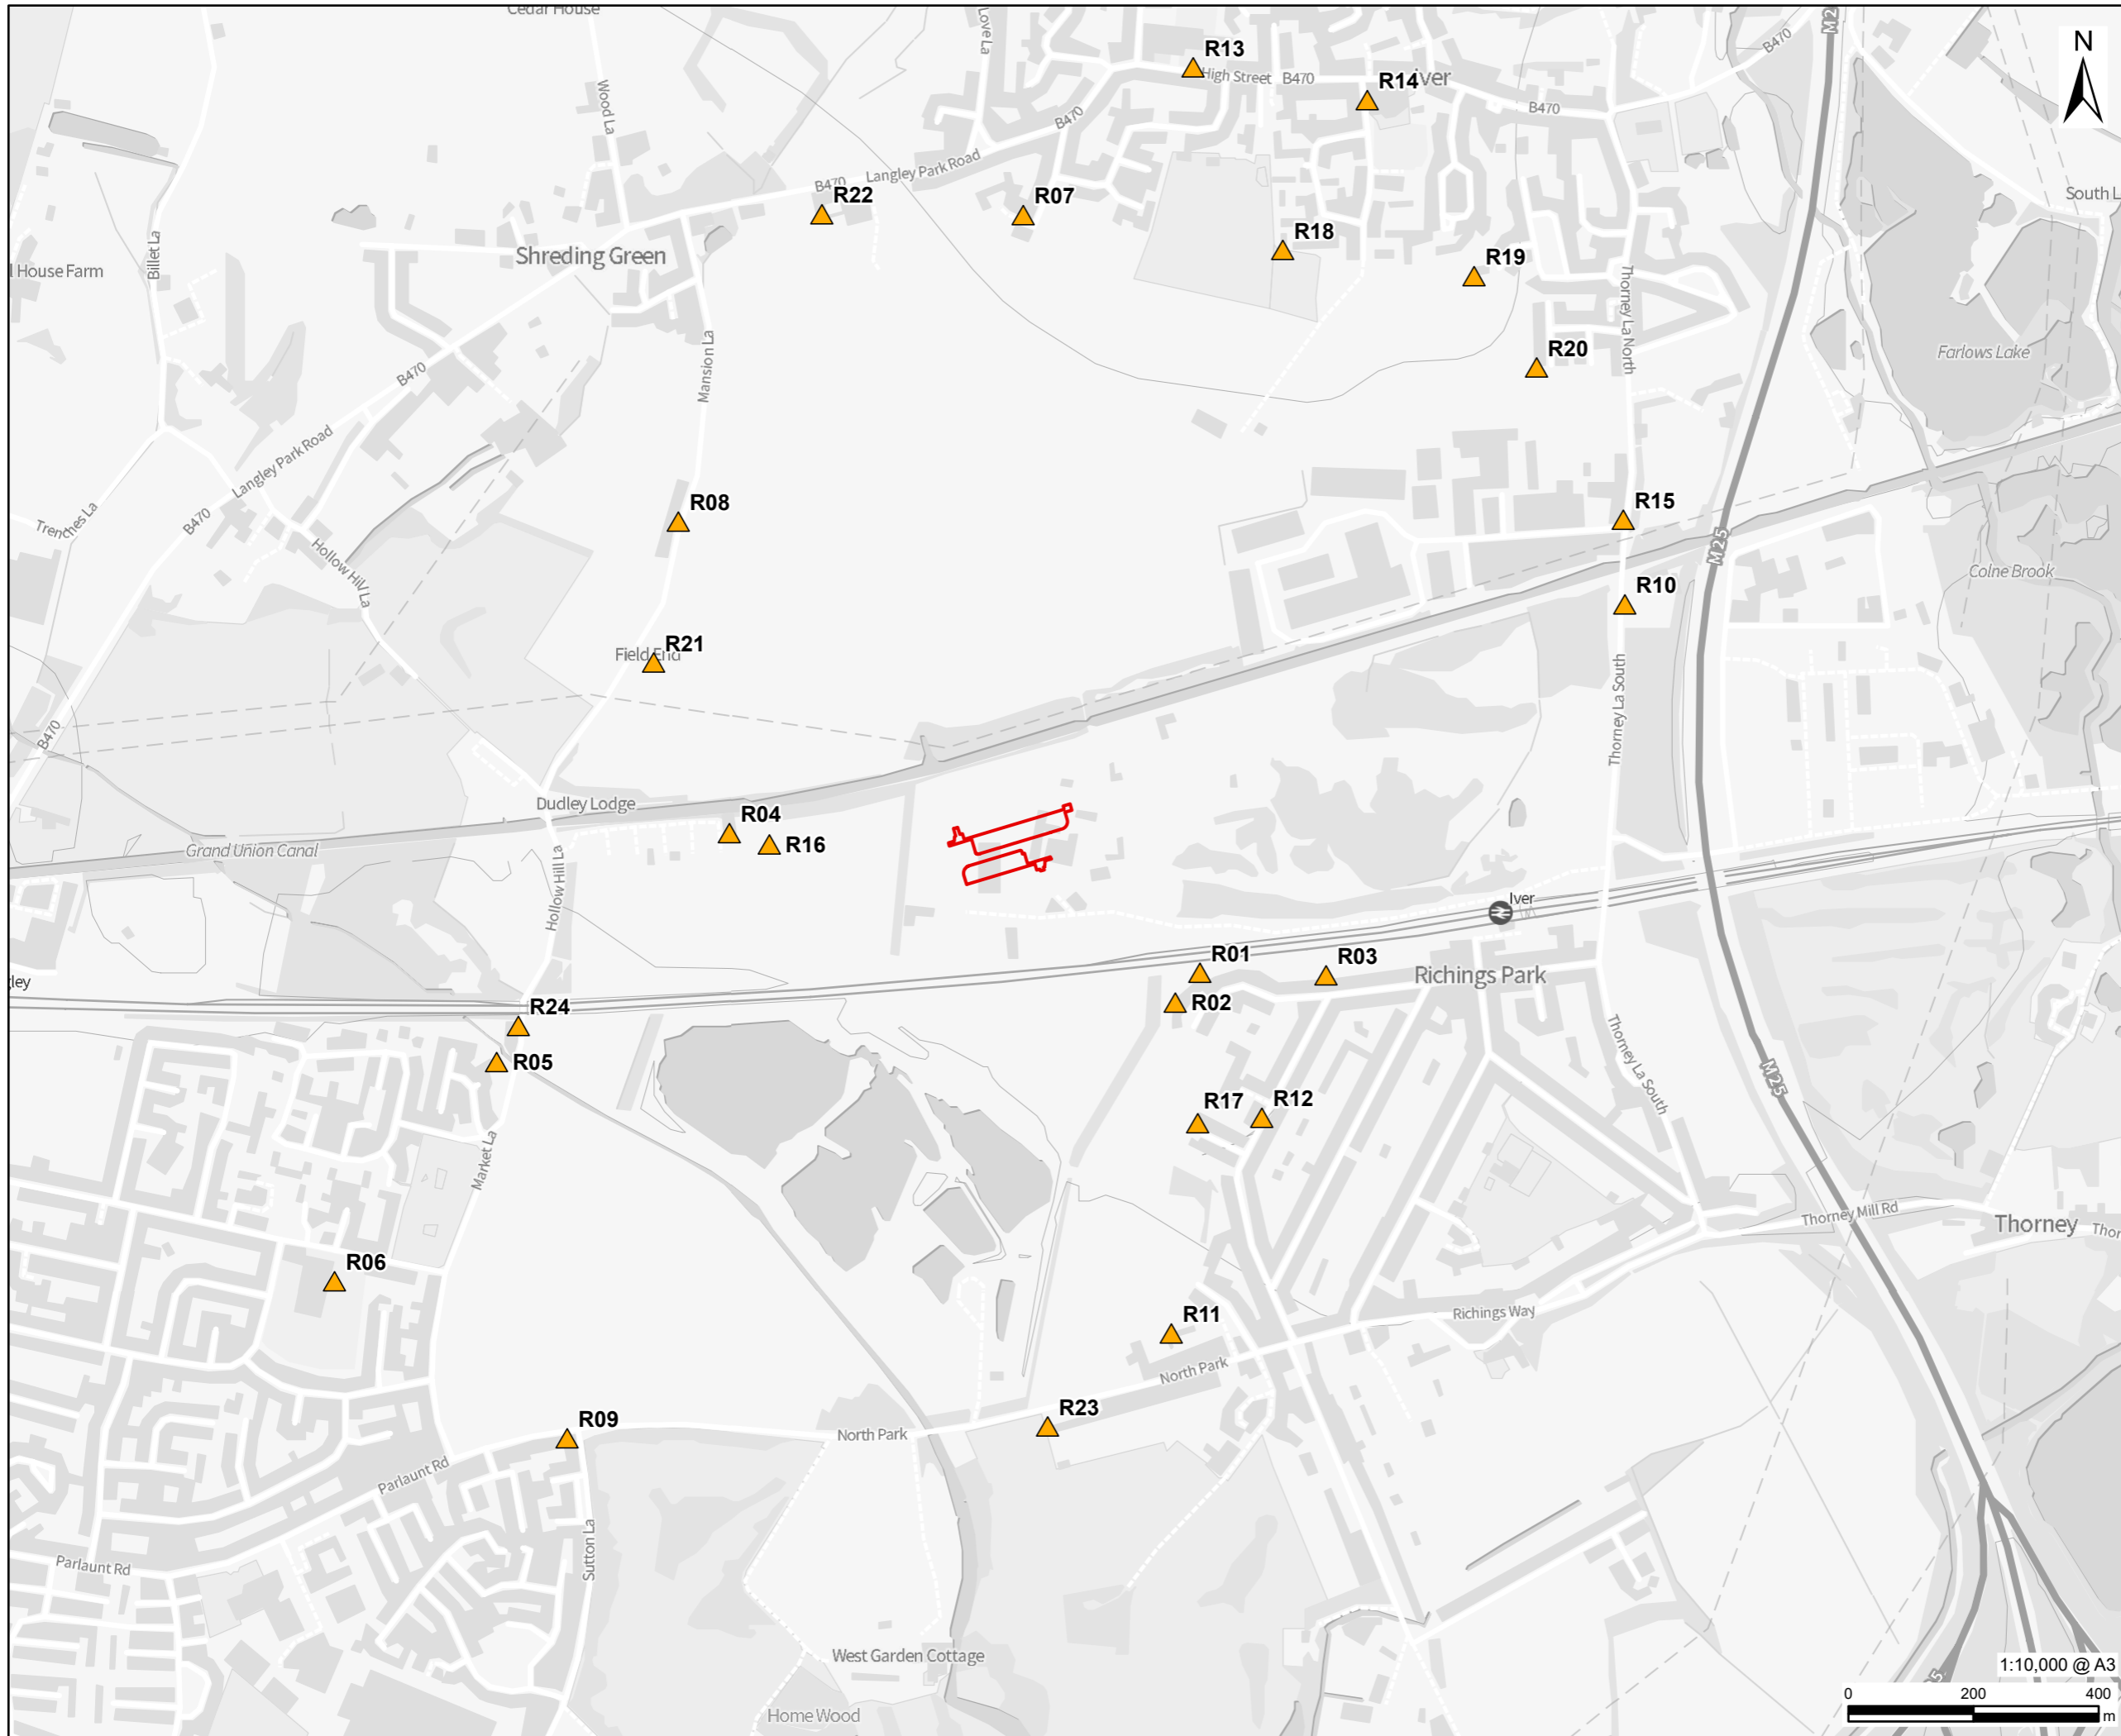 Cedar House
Love La
M2
N
R13
High Street
B470
R14
Iver
B470
B470
Wood La
B470
Langley Park Road
B470
R22
R07
South L
Shreding Green
R18
l House Farm
Billet La
R19
Thorney La North
Mansion La
R20
Farlows Lake
B470
Langley Park Road
R08
B470
Trenches La
R15
M25
Hollow Hill La
Colne Brook
R10
R21
Field End
Thorney La South
B470
Dudley Lodge
R04
R16
Grand Union Canal
Hollow Hill La
Iver
R01
R03
Richings Park
ley
R02
R24
R05
Thorney La South
M25
R17
R12
Market La
Thorney Mill Rd
Thorney
Thor
R06
Richings Way
R11
North Park
R23
R09
North Park
Parlaunt Rd
Sutton La
Parlaunt Rd
West Garden Cottage
1:10,000 @ A3
0 200 400
m
Home Wood